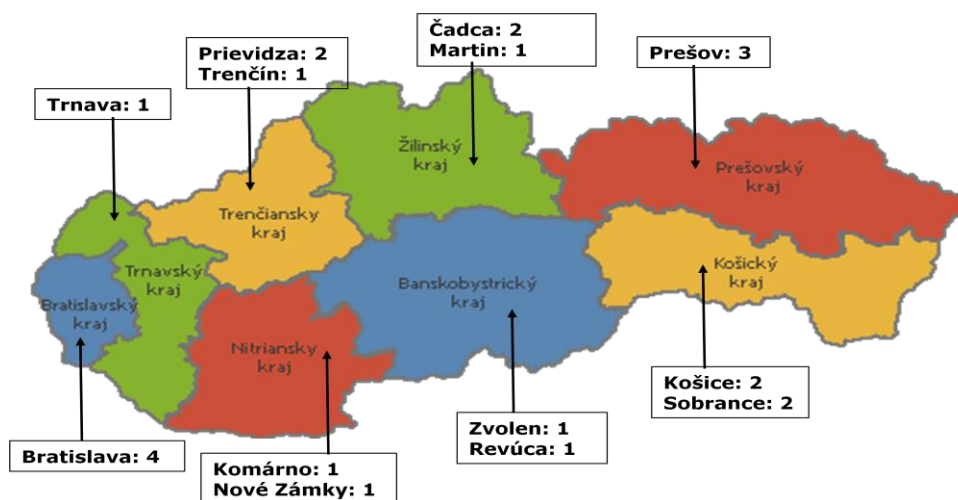 Čadca: 2
Martin: 1
Prievidza: 2
Trenčín: 1
Prešov: 3
Trnava: 1
Žilinský
kraj
Prešovský
kraj
Trenčiansky
kraj
Trnavský
kraj
Košický
kraj
Banskobystrický
kraj
Bratislavský
kraj
Nitriansky
kraj
Košice: 2
Sobrance: 2
Zvolen: 1
Revúca: 1
Bratislava: 4
Komárno: 1
Nové Zámky: 1